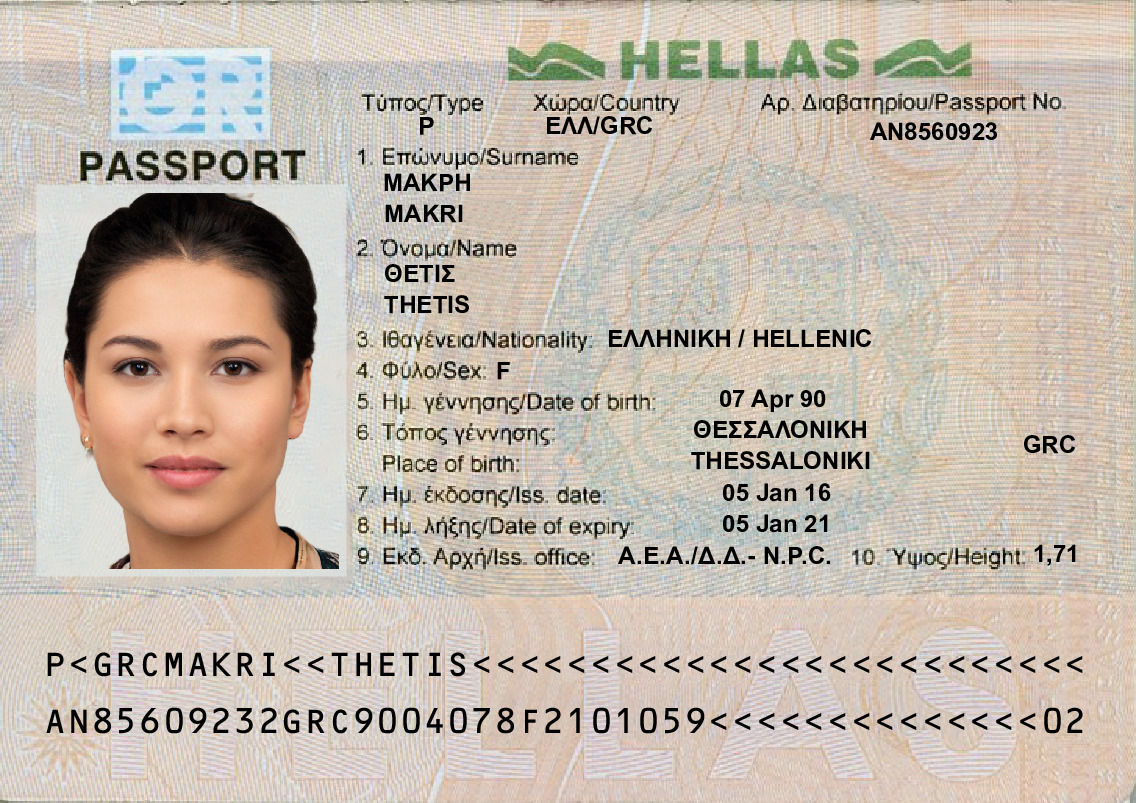 GR
PASSPORT
HELLAS
Τύπος/Type Χώρα/Country Αρ. Διαβατηρίου/Passport No.
P ΕΛΛ/GRC AN8560923
1. Επώνυμο/Surname
ΜΑΚΡΗ
MAKRI
2. Όνομα/Name
ΘΕΤΙΣ
THETIS
3. Ιθαγένεια/Nationality: ΕΛΛΗΝΙΚΗ / HELLENIC
4. Φύλο/Sex: F
5. Ημ. γέννησης/Date of birth: 07 Apr 90
6. Τόπος γέννησης: ΘΕΣΣΑΛΟΝΙΚΗ
Place of birth: THESSALONIKI GRC
7. Ημ. έκδοσης/Iss. date: 05 Jan 16
8. Ημ. λήξης/Date of expiry: 05 Jan 21
9. Εκδ. Αρχή/Iss. office: Α.Ε.Α./Δ.Δ.- N.P.C. 10. Ύψος/Height: 1,71
HELLAS
P<GRCMAKRI<<THETIS<<<<<<<<<<<<<<<<<<<<<<<<<<
AN85609232GRC9004078F2101059<<<<<<<<<<<<<<02